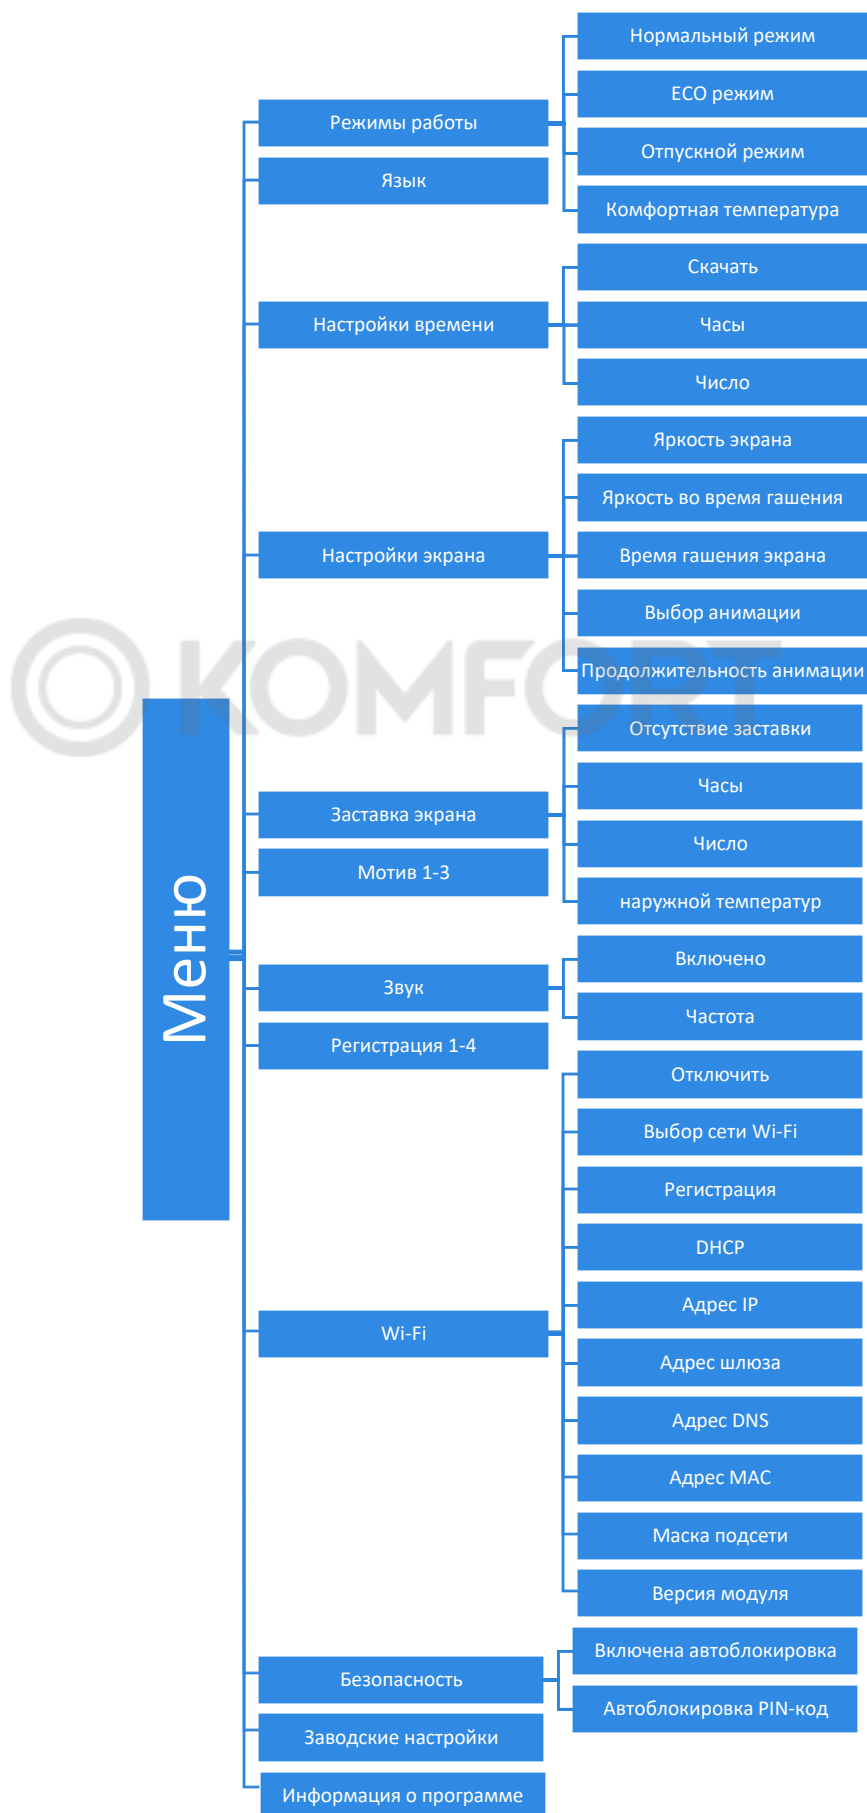 Меню
Режимы работы
Нормальный режим
ECO режим
Отпускной режим
Комфортная температура
Язык
Настройки времени
Скачать
Часы
Число
Настройки экрана
Яркость экрана
Яркость во время гашения
Время гашения экрана
Выбор анимации
Продолжительность анимации
KOMFORT
Заставка экрана
Отсутствие заставки
Часы
Число
наружной температур
Мотив 1-3
Звук
Включено
Частота
Регистрация 1-4
Wi-Fi
Отключить
Выбор сети Wi-Fi
Регистрация
DHCP
Адрес IP
Адрес шлюза
Адрес DNS
Адрес MAC
Маска подсети
Версия модуля
Безопасность
Включена автоблокировка
Автоблокировка PIN-код
Заводские настройки
Информация о программе